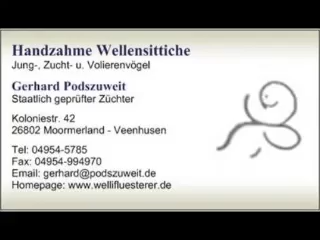 Handzahme Wellensittiche
Jung-, Zucht- u. Volierenvögel
Gerhard Podszuweit
Staatlich geprüfter Züchter
Koloniestr. 42
26802 Moormerland - Veenhusen
Tel: 04954-5785
Fax: 04954-994970
Email: gerhard@podszuweit.de
Homepage: www.wellifluesterer.de